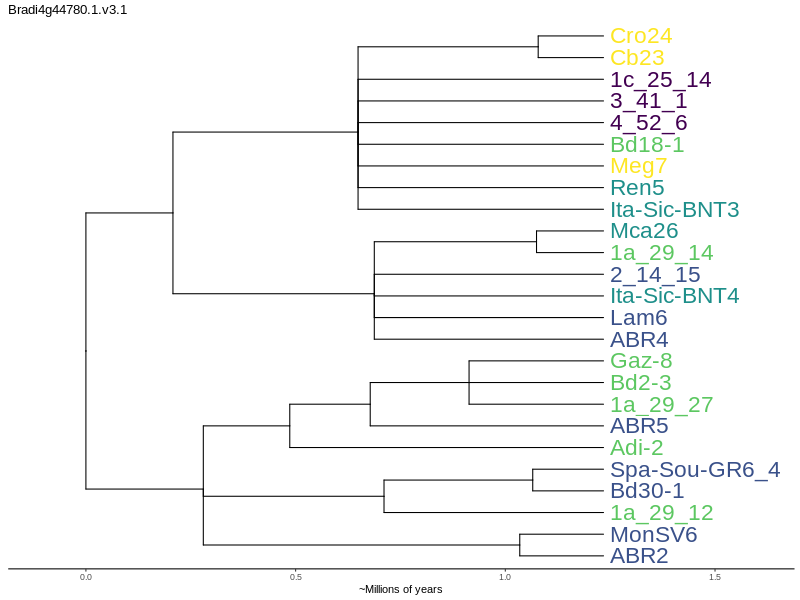 Bradi4g44780.1.v3.1
Cro24
Cb23
1c_25_14
3_41_1
4_52_6
Bd18-1
Meg7
Ren5
Ita-Sic-BNT3
Mca26
1a_29_14
2_14_15
Ita-Sic-BNT4
Lam6
ABR4
Gaz-8
Bd2-3
1a_29_27
ABR5
Adi-2
Spa-Sou-GR6_4
Bd30-1
1a_29_12
MonSV6
ABR2
0.0 0.5 1.0 1.5
~Millions of years